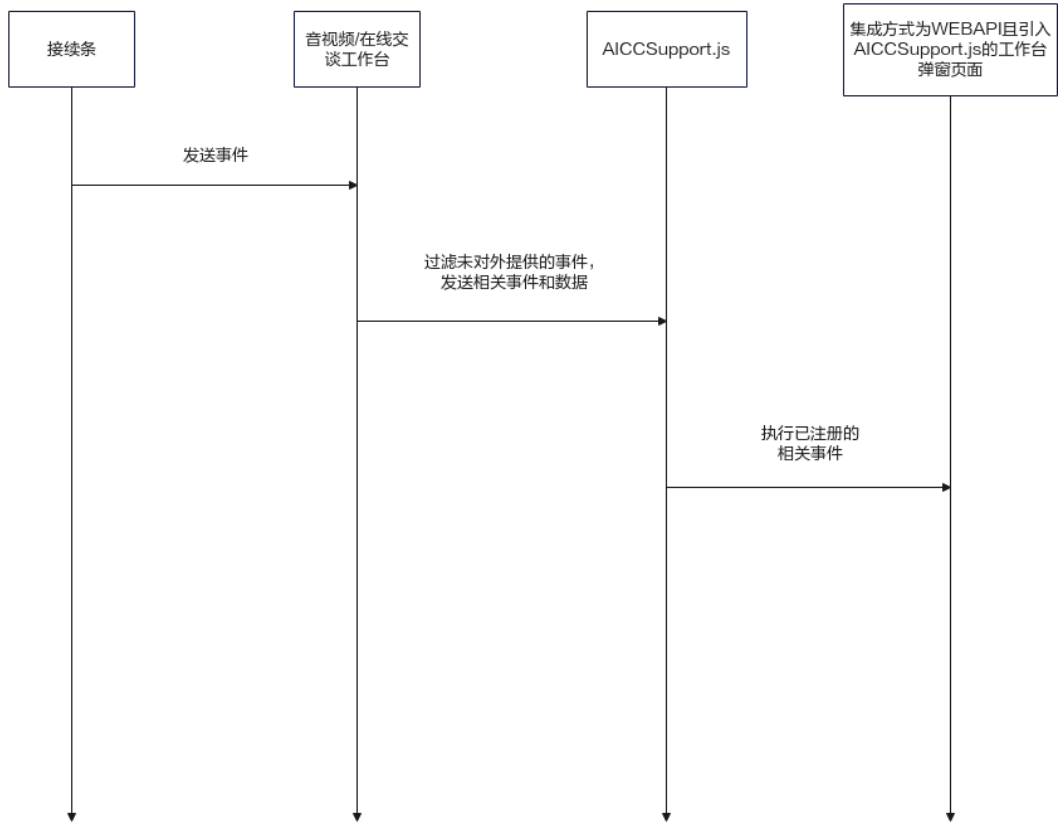 接续条
音视频/在线交
谈工作台
AICCSupport.js
集成方式为WEBAPI且引入
AICCSupport.js的工作台
弹窗页面
发送事件
过滤未对外提供的事件，
发送相关事件和数据
执行已注册的
相关事件